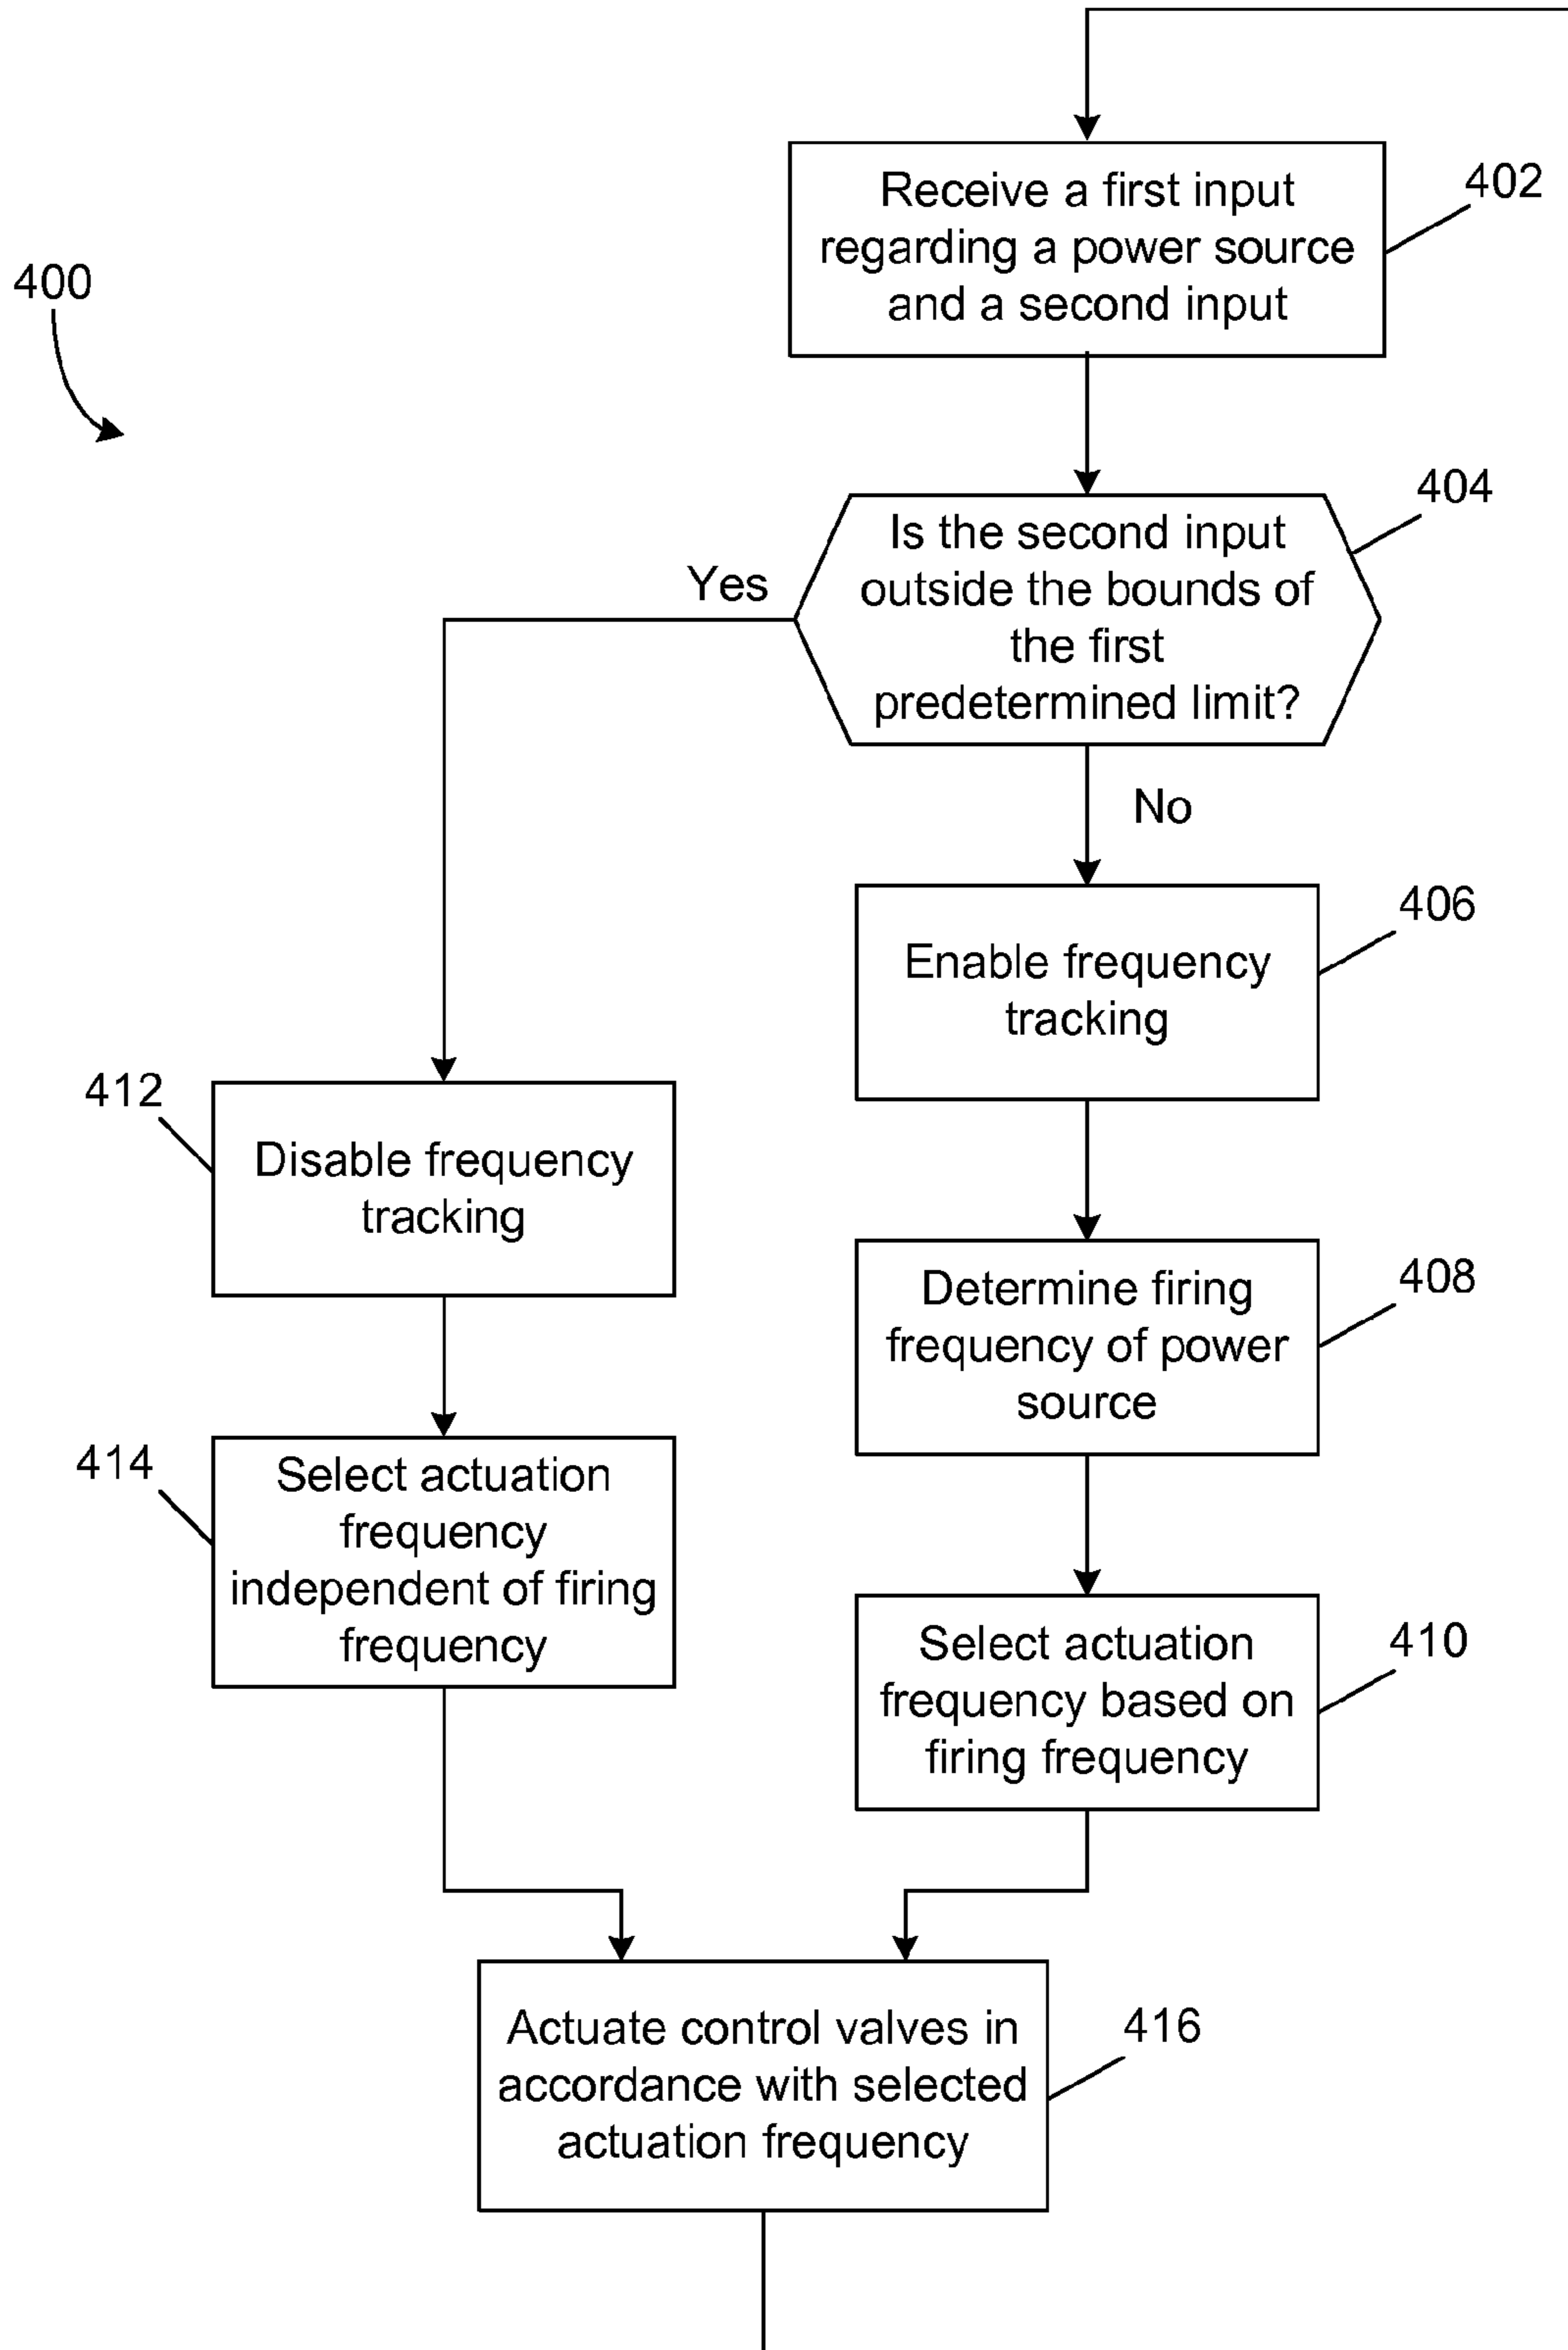 400
Receive a first input
regarding a power source
and a second input
402
Is the second input
outside the bounds of
the first
predetermined limit?
404
Yes
No
Enable frequency
tracking
406
412
Disable frequency
tracking
Determine firing
frequency of power
source
408
414
Select actuation
frequency
independent of firing
frequency
Select actuation
frequency based on
firing frequency
410
Actuate control valves in
accordance with selected
actuation frequency
416